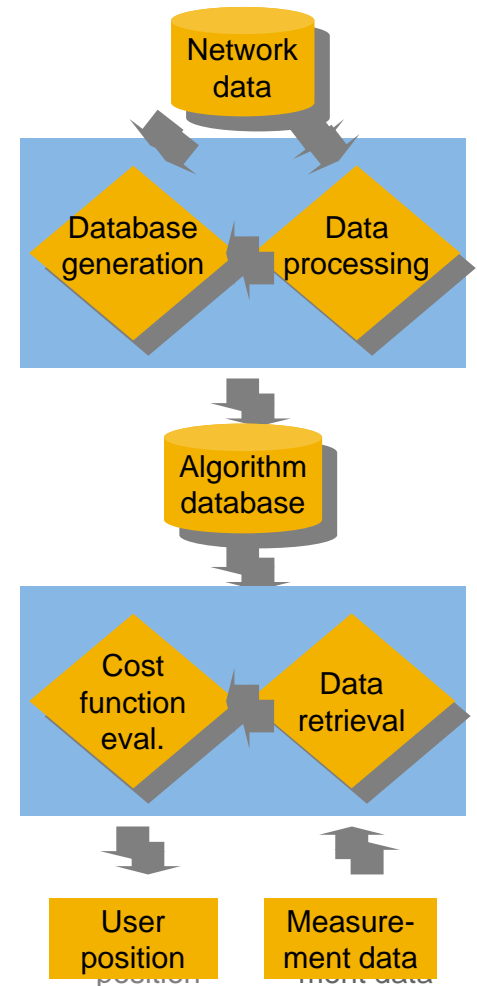 Network
data
Database
generation
Data
processing
Algorithm
database
Cost
function
eval.
Data
retrieval
User
position
Measure-
ment data